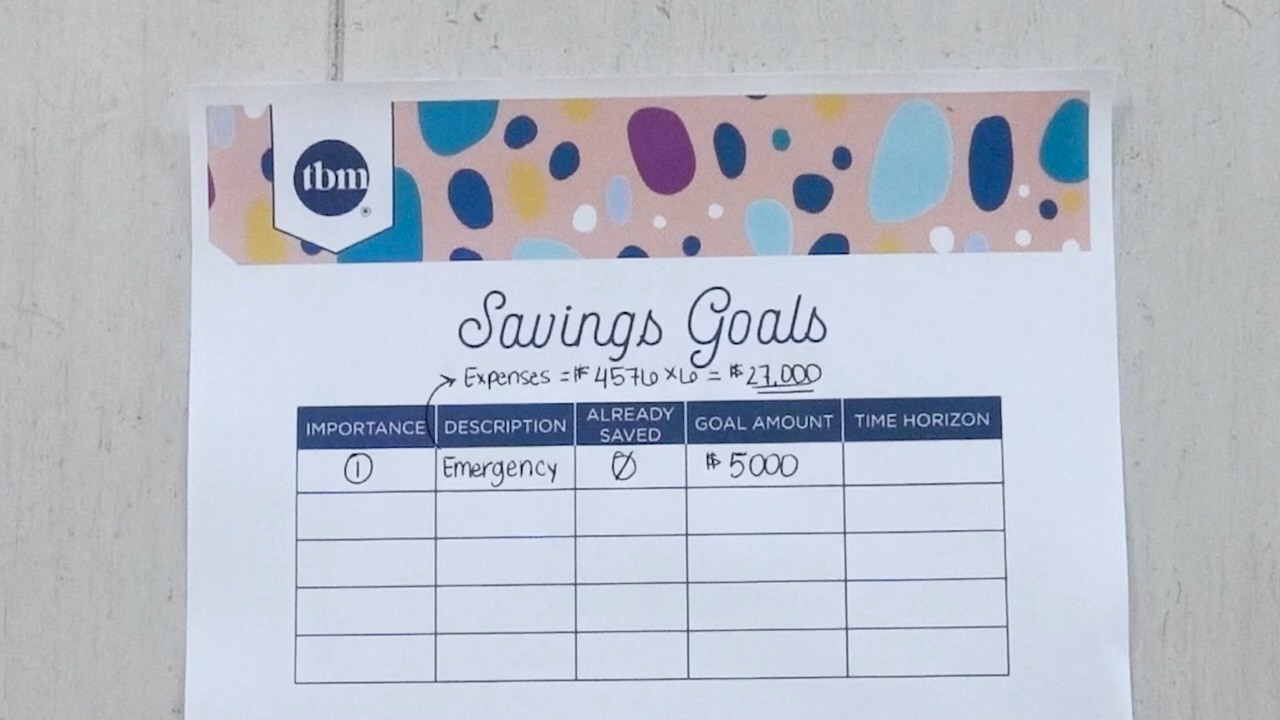 tbm
®
Savings Goals
Expenses = $ 4576 x 6 = $ 27,000
IMPORTANCE DESCRIPTION ALREADY SAVED GOAL AMOUNT TIME HORIZON
1 Emergency Ø $ 5000